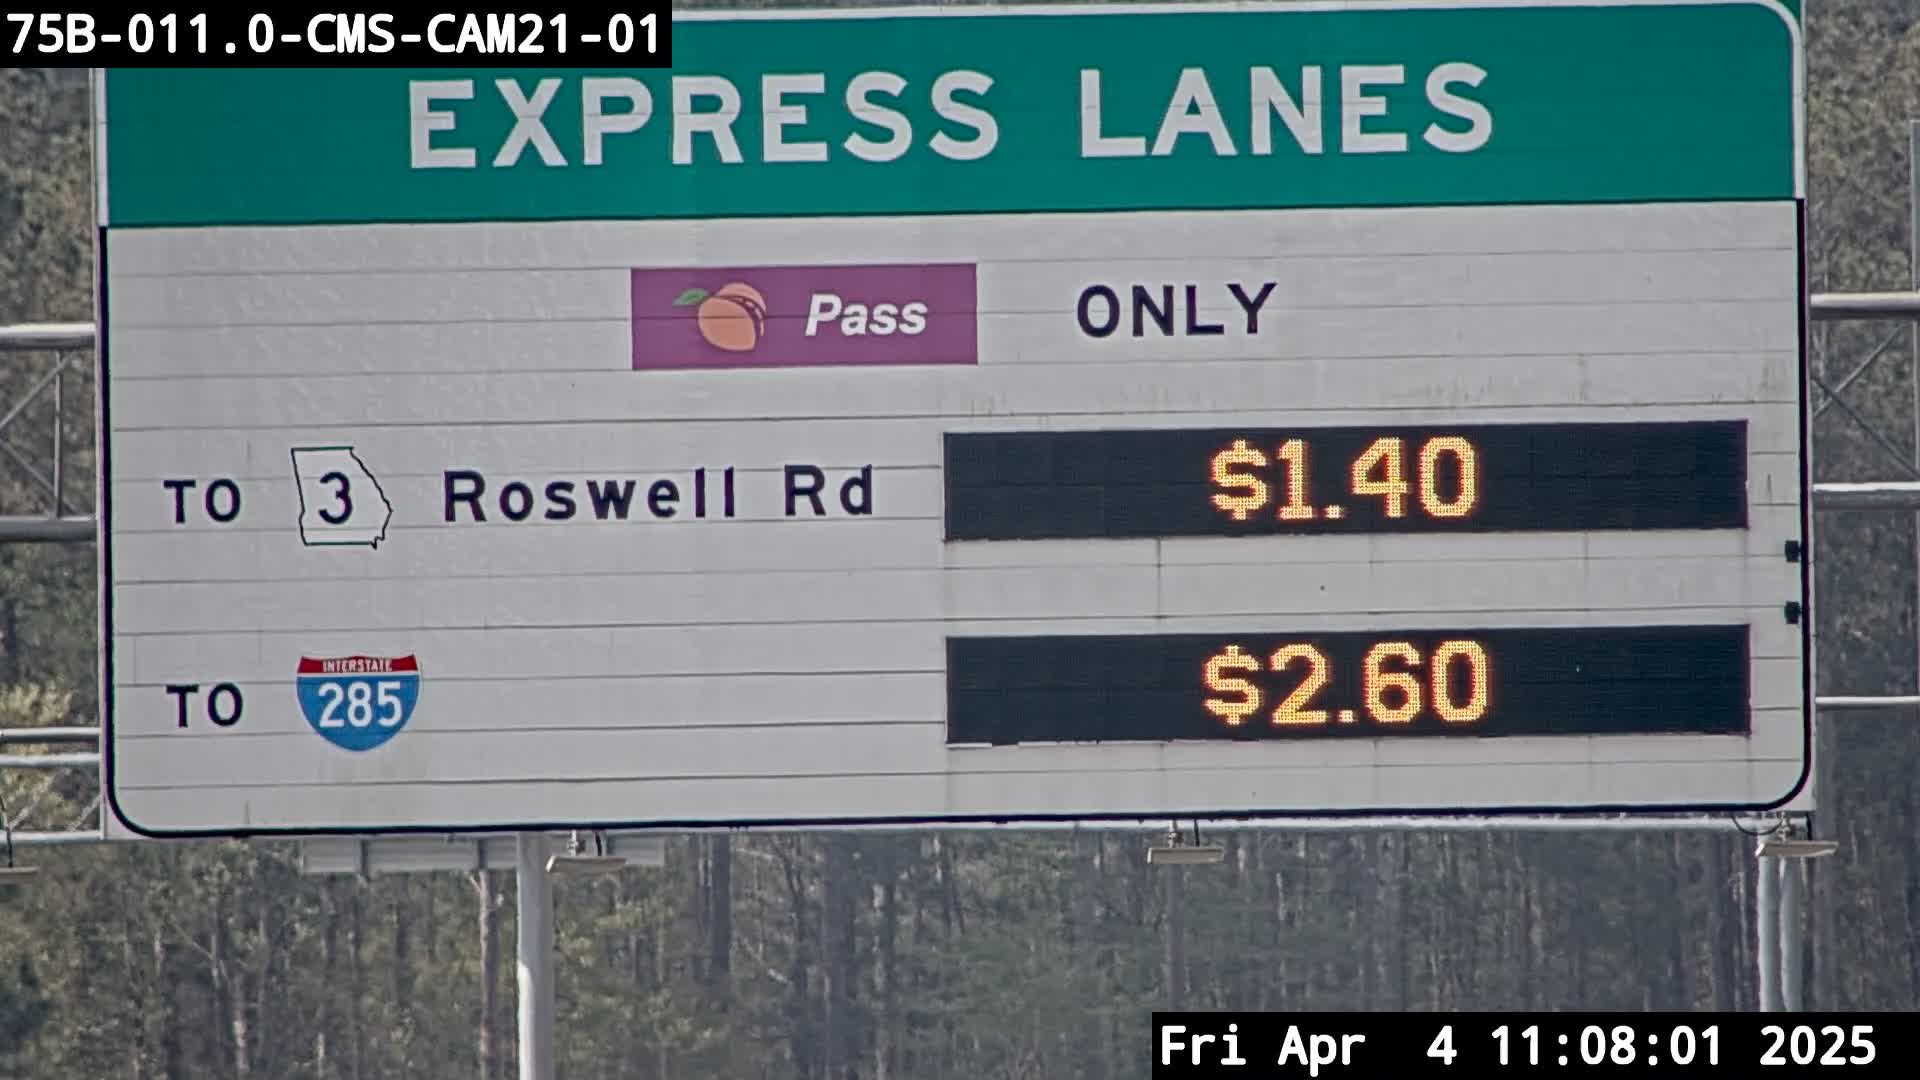 75B-011.0-CMS-CAM21-01
EXPRESS LANES
Pass ONLY
TO 3 Roswell Rd $1.40
INTERSTATE
TO 285 $2.60
Fri Apr 4 11:08:01 2025